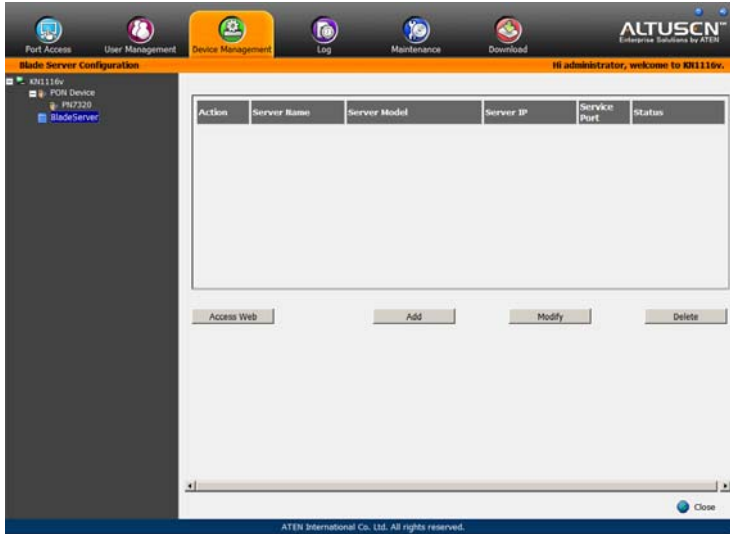 Port Access User Management Device Management Log Maintenance Download
ALTUSCN™
Enterprise Solutions by ATEN
Blade Server Configuration
Hi administrator, welcome to KN1116v.
KN1116v
PON Device
PN7320
BladeServer
Action Server Name Server Model Server IP Service Port Status
Access Web Add Modify Delete
Close
ATEN International Co. Ltd. All rights reserved.